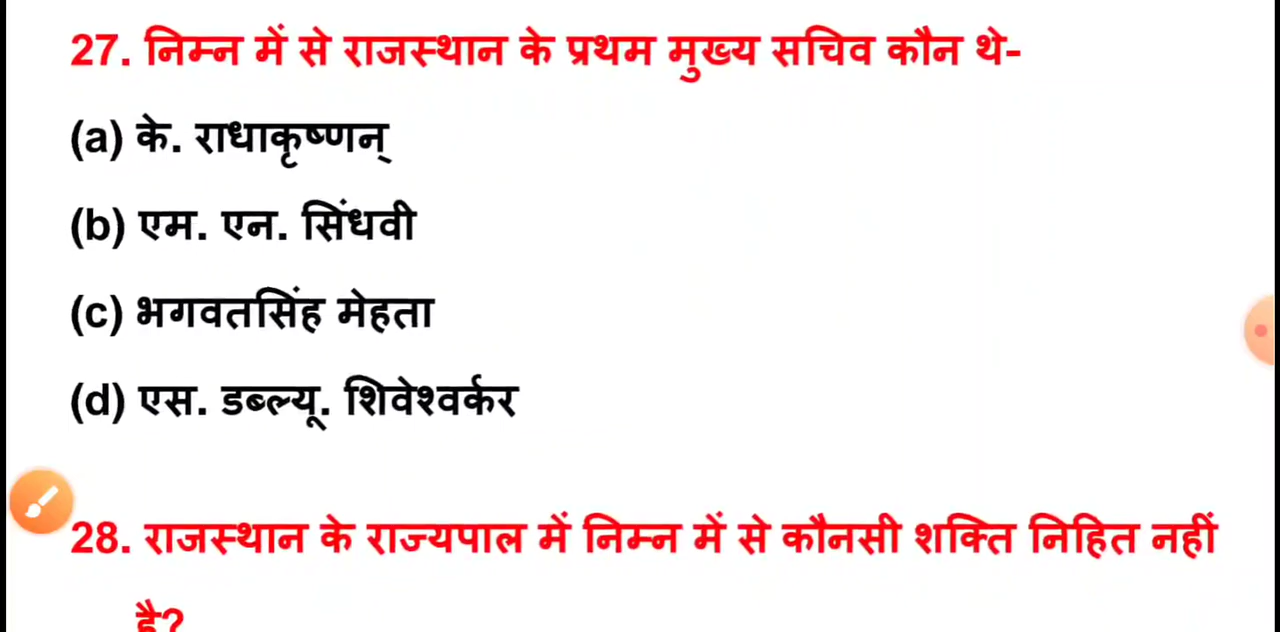 27. निम्न में से राजस्थान के प्रथम मुख्य सचिव कौन थे-
(a) के. राधाकृष्णन्
(b) एम. एन. सिंधवी
(c) भगवतसिंह मेहता
(d) एस. डब्ल्यू. शिवेश्वर्कर
28. राजस्थान के राज्यपाल में निम्न में से कौनसी शक्ति निहित नहीं
है?